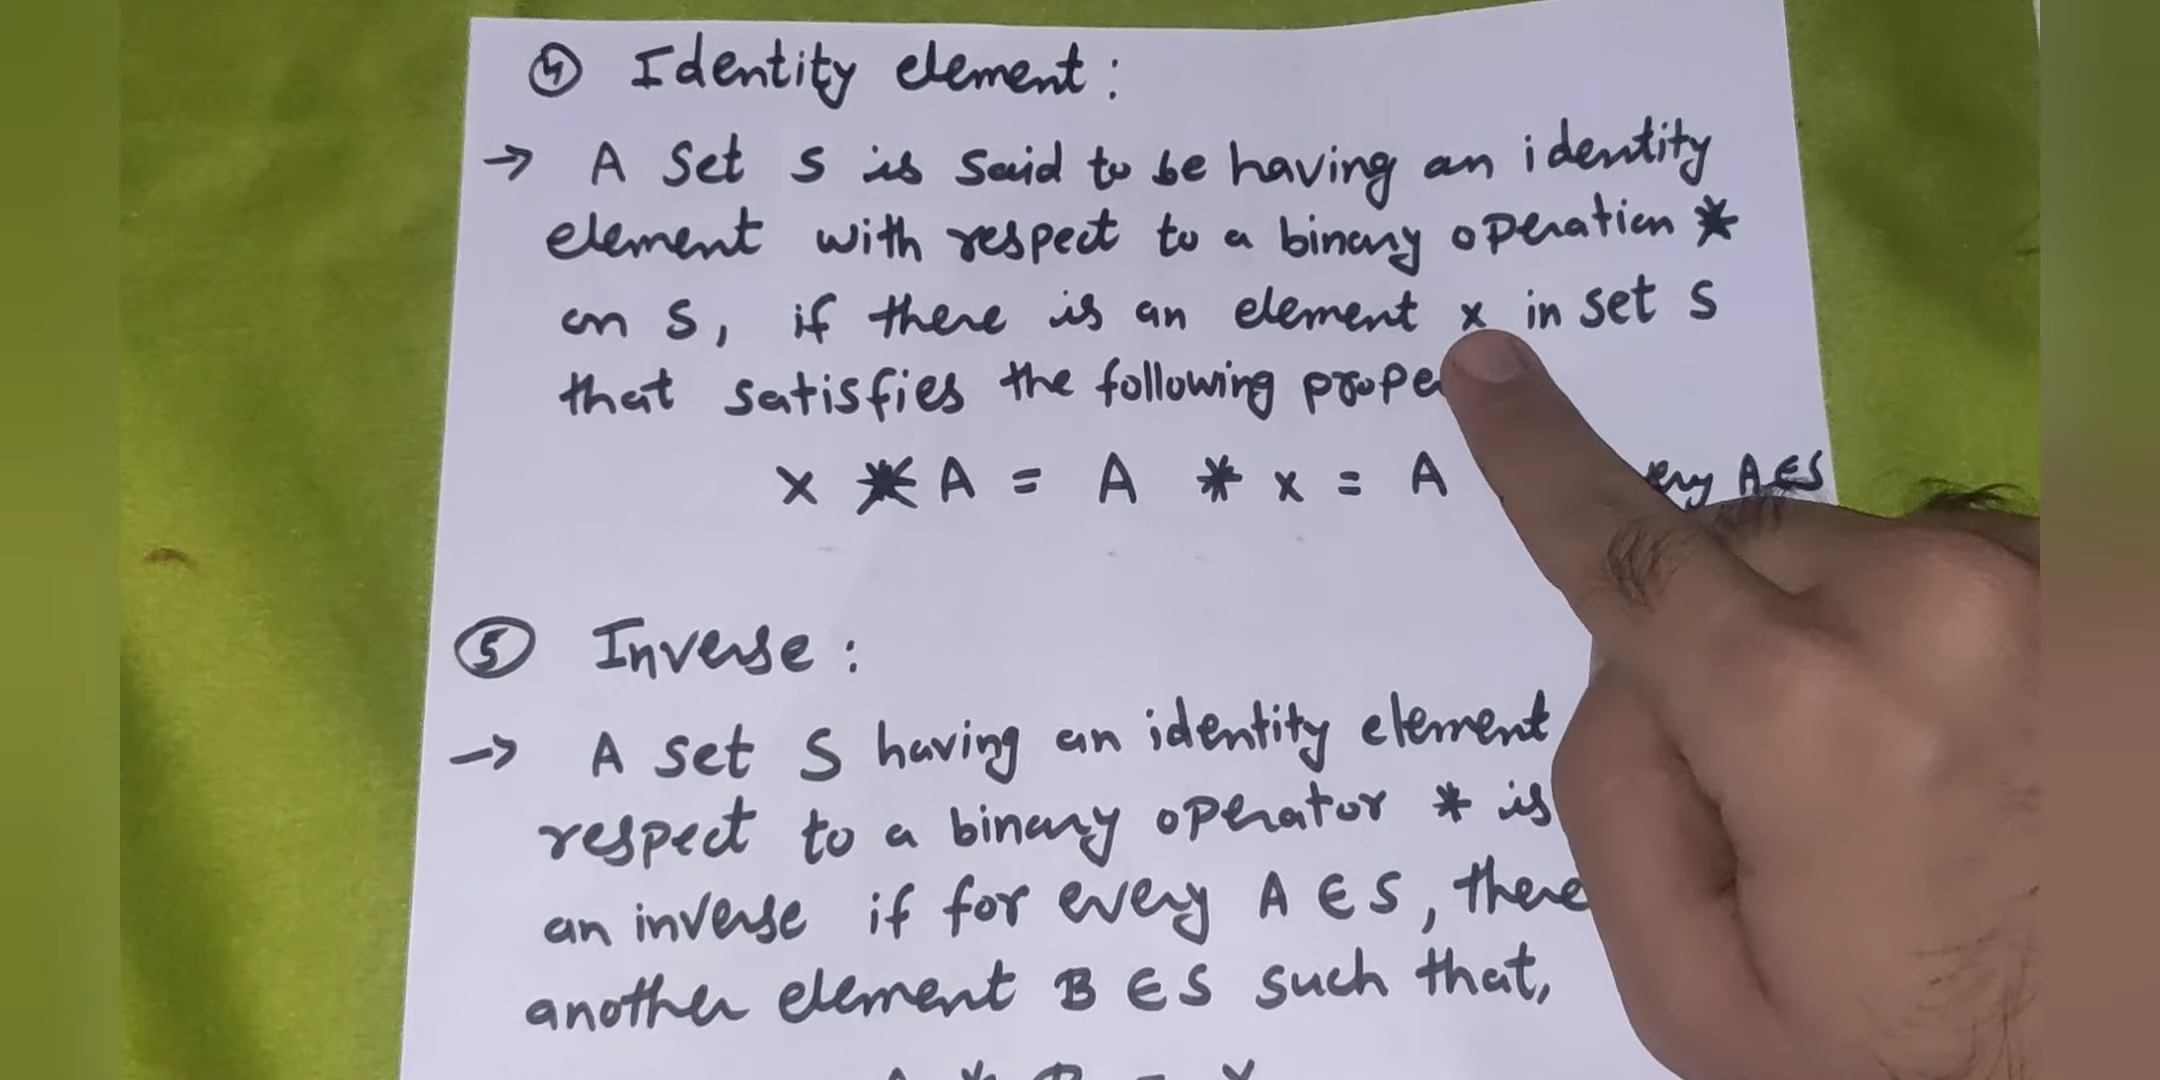 ④ Identity element:
→ A Set S is said to be having an identity
element with respect to a binary operation *
on S, if there is an element x in set S
that satisfies the following prope
x * A = A * x = A ery A ∈ S
⑤ Inverse:
→ A set S having an identity element
respect to a binary operator * is
an inverse if for every A ∈ S, there
another element B ∈ S such that,
A * B = x